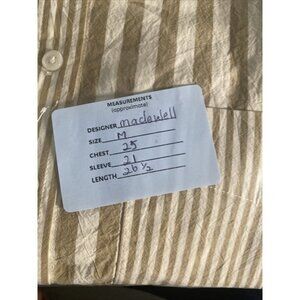 MEASUREMENTS
(approximate)
DESIGNER madewell
SIZE M
CHEST 25
SLEEVE 21
LENGTH 26 1/2